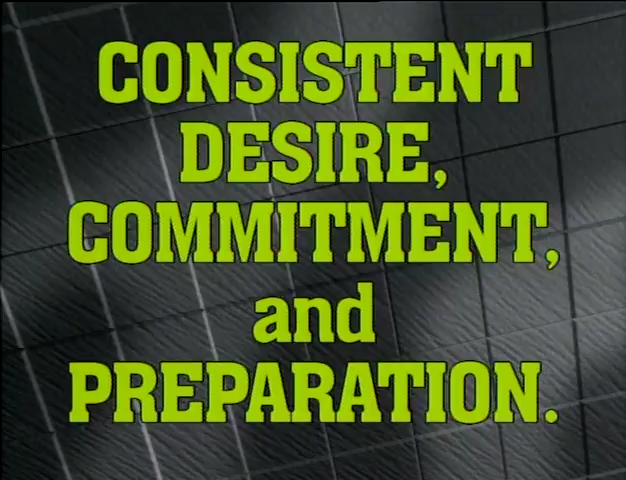 CONSISTENT
DESIRE,
COMMITMENT,
and
PREPARATION.